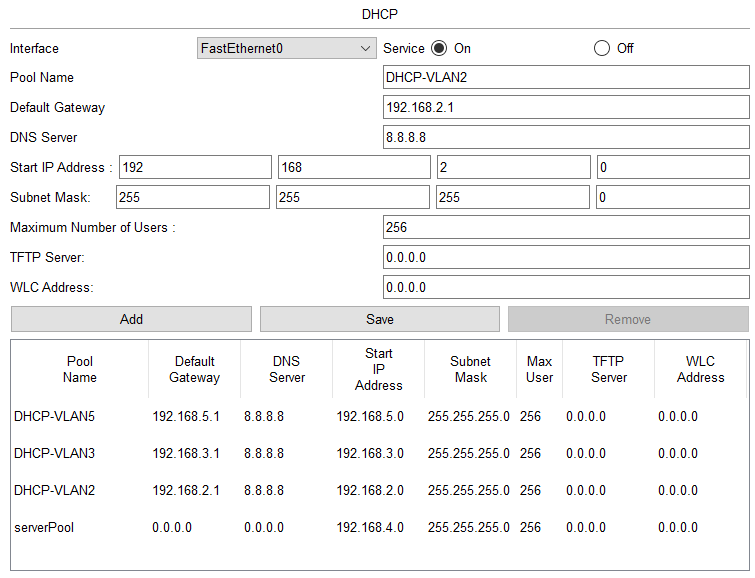 DHCP
Interface FastEthernet0 Service On Off
Pool Name DHCP-VLAN2
Default Gateway 192.168.2.1
DNS Server 8.8.8.8
Start IP Address : 192 168 2 0
Subnet Mask: 255 255 255 0
Maximum Number of Users : 256
TFTP Server: 0.0.0.0
WLC Address: 0.0.0.0
Add Save Remove
Pool Name Default Gateway DNS Server Start IP Address Subnet Mask Max User TFTP Server WLC Address
DHCP-VLAN5 192.168.5.1 8.8.8.8 192.168.5.0 255.255.255.0 256 0.0.0.0 0.0.0.0
DHCP-VLAN3 192.168.3.1 8.8.8.8 192.168.3.0 255.255.255.0 256 0.0.0.0 0.0.0.0
DHCP-VLAN2 192.168.2.1 8.8.8.8 192.168.2.0 255.255.255.0 256 0.0.0.0 0.0.0.0
serverPool 0.0.0.0 0.0.0.0 192.168.4.0 255.255.255.0 256 0.0.0.0 0.0.0.0